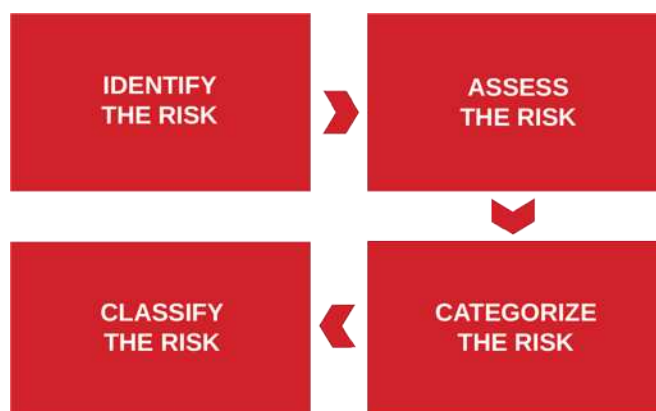 IDENTIFY
THE RISK
ASSESS
THE RISK
CATEGORIZE
THE RISK
CLASSIFY
THE RISK